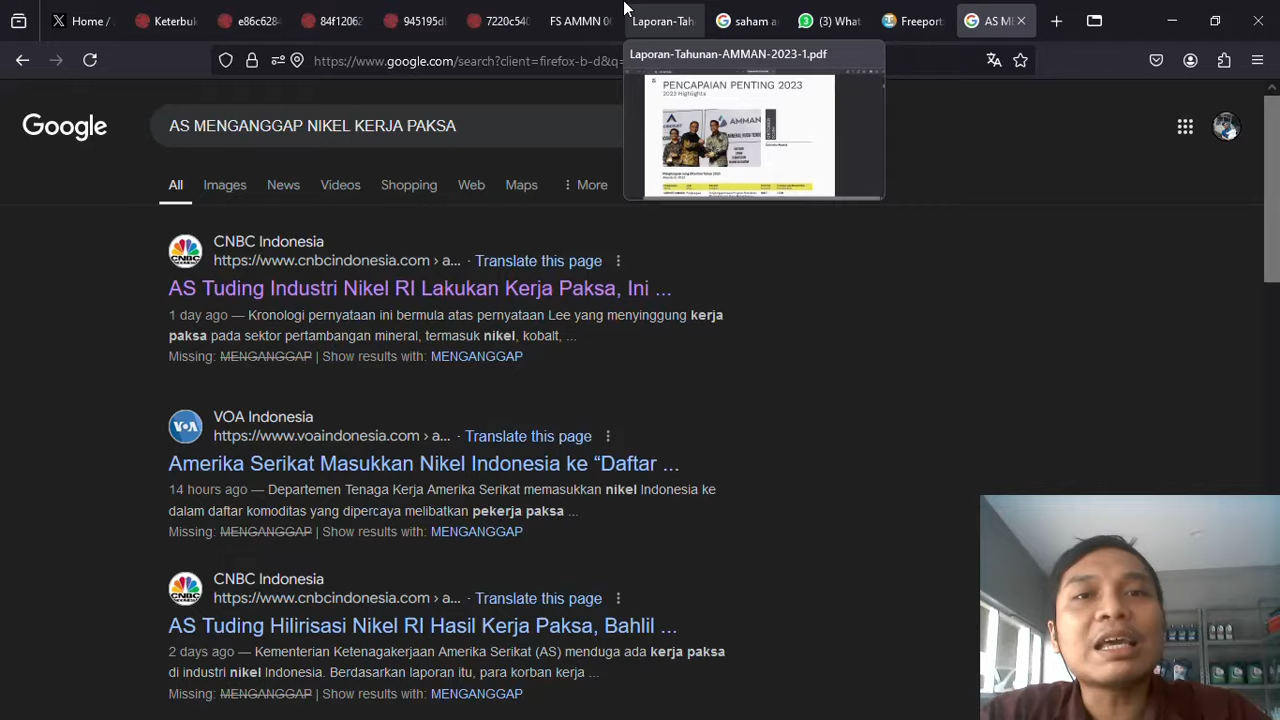 Home /
Keterbuk
e86c6284
84f12062
945195dl
7220c540
FS AMMN 0
Laporan-Tah
saham a
(3) What
Freeport
AS ME
Laporan-Tahunan-AMMAN-2023-1.pdf
https://www.google.com/search?client=firefox-b-d&q=
PENCAPAIAN PENTING 2023
2023 Highlights
AMMAN
Google
AS MENGANGGAP NIKEL KERJA PAKSA
All
Images
News
Videos
Shopping
Web
Maps
More
CNBC Indonesia
https://www.cnbcindonesia.com › a... · Translate this page
AS Tuding Industri Nikel RI Lakukan Kerja Paksa, Ini ...
1 day ago — Kronologi pernyataan ini bermula atas pernyataan Lee yang menyinggung kerja
paksa pada sektor pertambangan mineral, termasuk nikel, kobalt, ...
Missing: MENGANGGAP | Show results with: MENGANGGAP
VOA Indonesia
VOA
https://www.voaindonesia.com › a... · Translate this page
Amerika Serikat Masukkan Nikel Indonesia ke “Daftar ...
14 hours ago — Departemen Tenaga Kerja Amerika Serikat memasukkan nikel Indonesia ke
dalam daftar komoditas yang dipercaya melibatkan pekerja paksa ...
Missing: MENGANGGAP | Show results with: MENGANGGAP
CNBC Indonesia
https://www.cnbcindonesia.com › a... · Translate this page
AS Tuding Hilirisasi Nikel RI Hasil Kerja Paksa, Bahlil ...
2 days ago — Kementerian Ketenagakerjaan Amerika Serikat (AS) menduga ada kerja paksa
di industri nikel Indonesia. Berdasarkan laporan itu, para korban kerja ...
Missing: MENGANGGAP | Show results with: MENGANGGAP